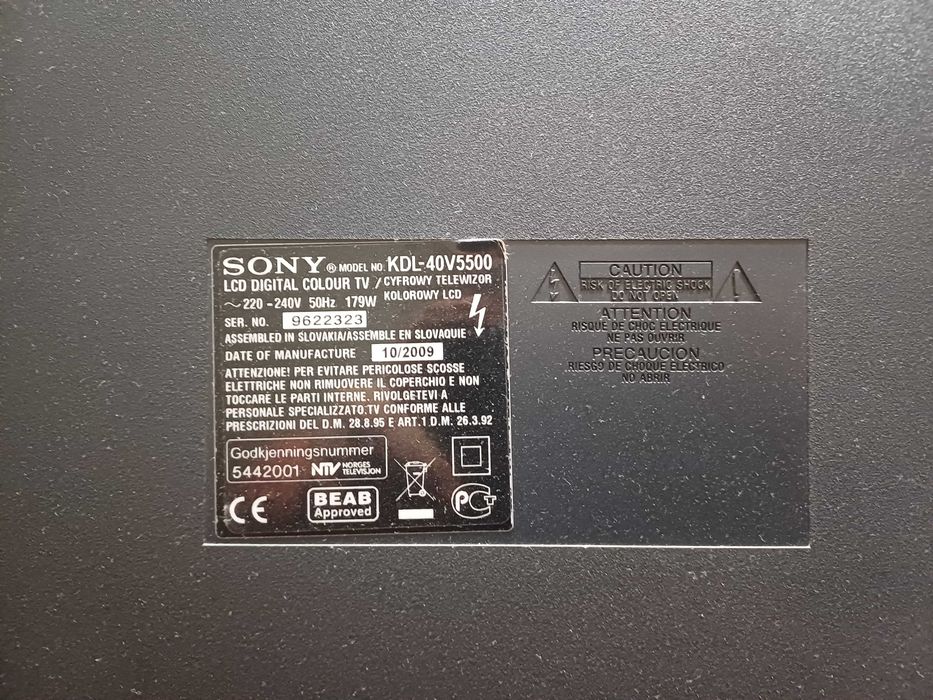 SONY® MODEL NO. KDL-40V5500
LCD DIGITAL COLOUR TV / CYFROWY TELEWIZOR
KOLOROWY LCD
~220 -240V 50Hz 179W
SER. NO. 9622323
ASSEMBLED IN SLOVAKIA/ASSEMBLE EN SLOVAQUIE
DATE OF MANUFACTURE 10/2009
ATTENZIONE! PER EVITARE PERICOLOSE SCOSSE
ELETTRICHE NON RIMUOVERE IL COPERCHIO E NON
TOCCARE LE PARTI INTERNE. RIVOLGETEVI A
PERSONALE SPECIALIZZATO.TV CONFORME ALLE
PRESCRIZIONI DEL D.M. 28.8.95 E ART.1 D.M. 26.3.92
Godkjenningsnummer
5442001 NTV NORGES
TELEVISJON
CE
BEAB
Approved
CAUTION
RISK OF ELECTRIC SHOCK
DO NOT OPEN
ATTENTION
RISQUE DE CHOC ELECTRIQUE
NE PAS OUVRIR
PRECAUCION
RIESGO DE CHOQUE ELECTRICO
NO ABRIR